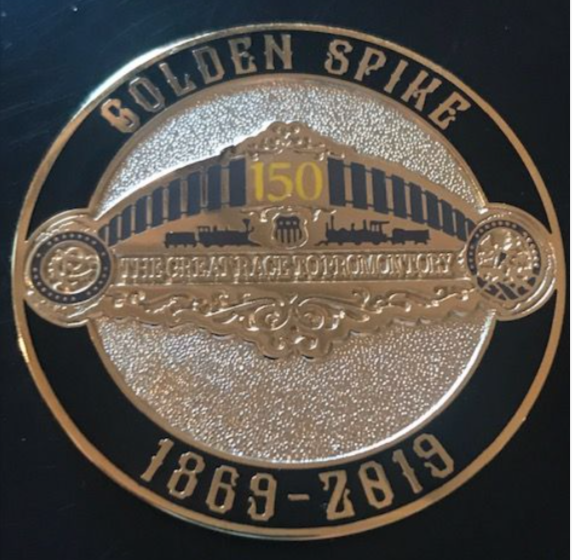 GOLDEN SPIKE
150
THE GREAT RACE TO PROMONTORY
1869-2019